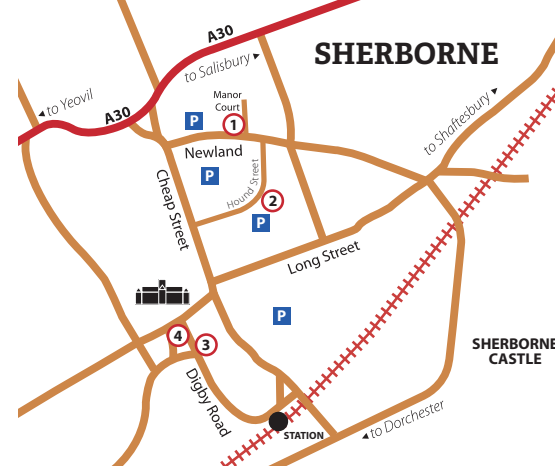 A30
SHERBORNE
to Salisbury
to Yeovil
Manor
Court
A30
P
1
to Shaftesbury
Newland
P
Hound Street
Cheap Street
2
P
Long Street
P
4
3
SHERBORNE
CASTLE
Digby Road
to Dorchester
STATION